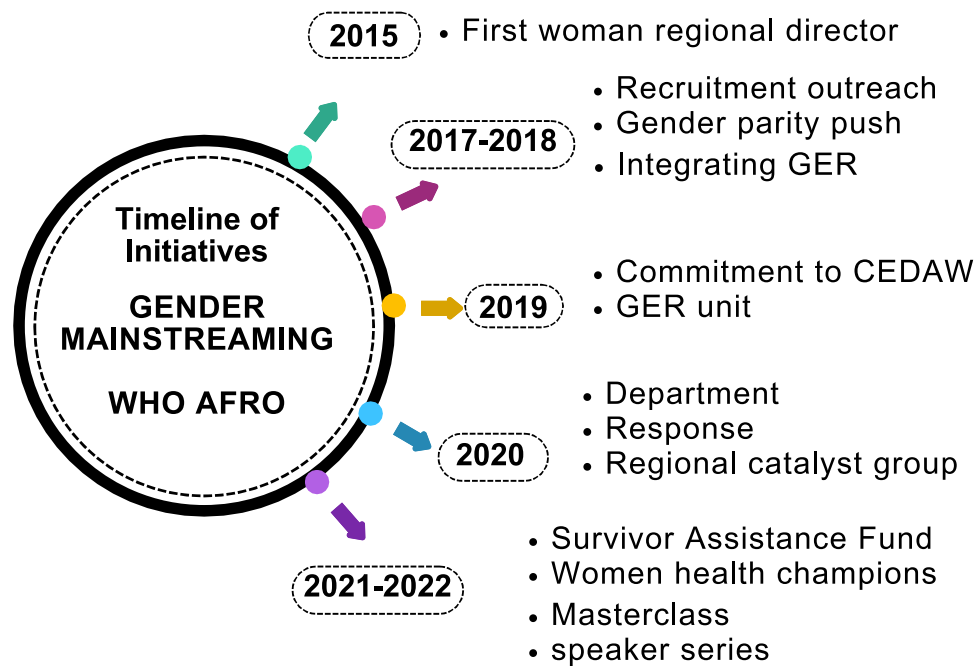 Timeline of
Initiatives
GENDER
MAINSTREAMING
WHO AFRO
2015
• First woman regional director
2017-2018
• Recruitment outreach
• Gender parity push
• Integrating GER
2019
• Commitment to CEDAW
• GER unit
2020
• Department
• Response
• Regional catalyst group
2021-2022
• Survivor Assistance Fund
• Women health champions
• Masterclass
• speaker series